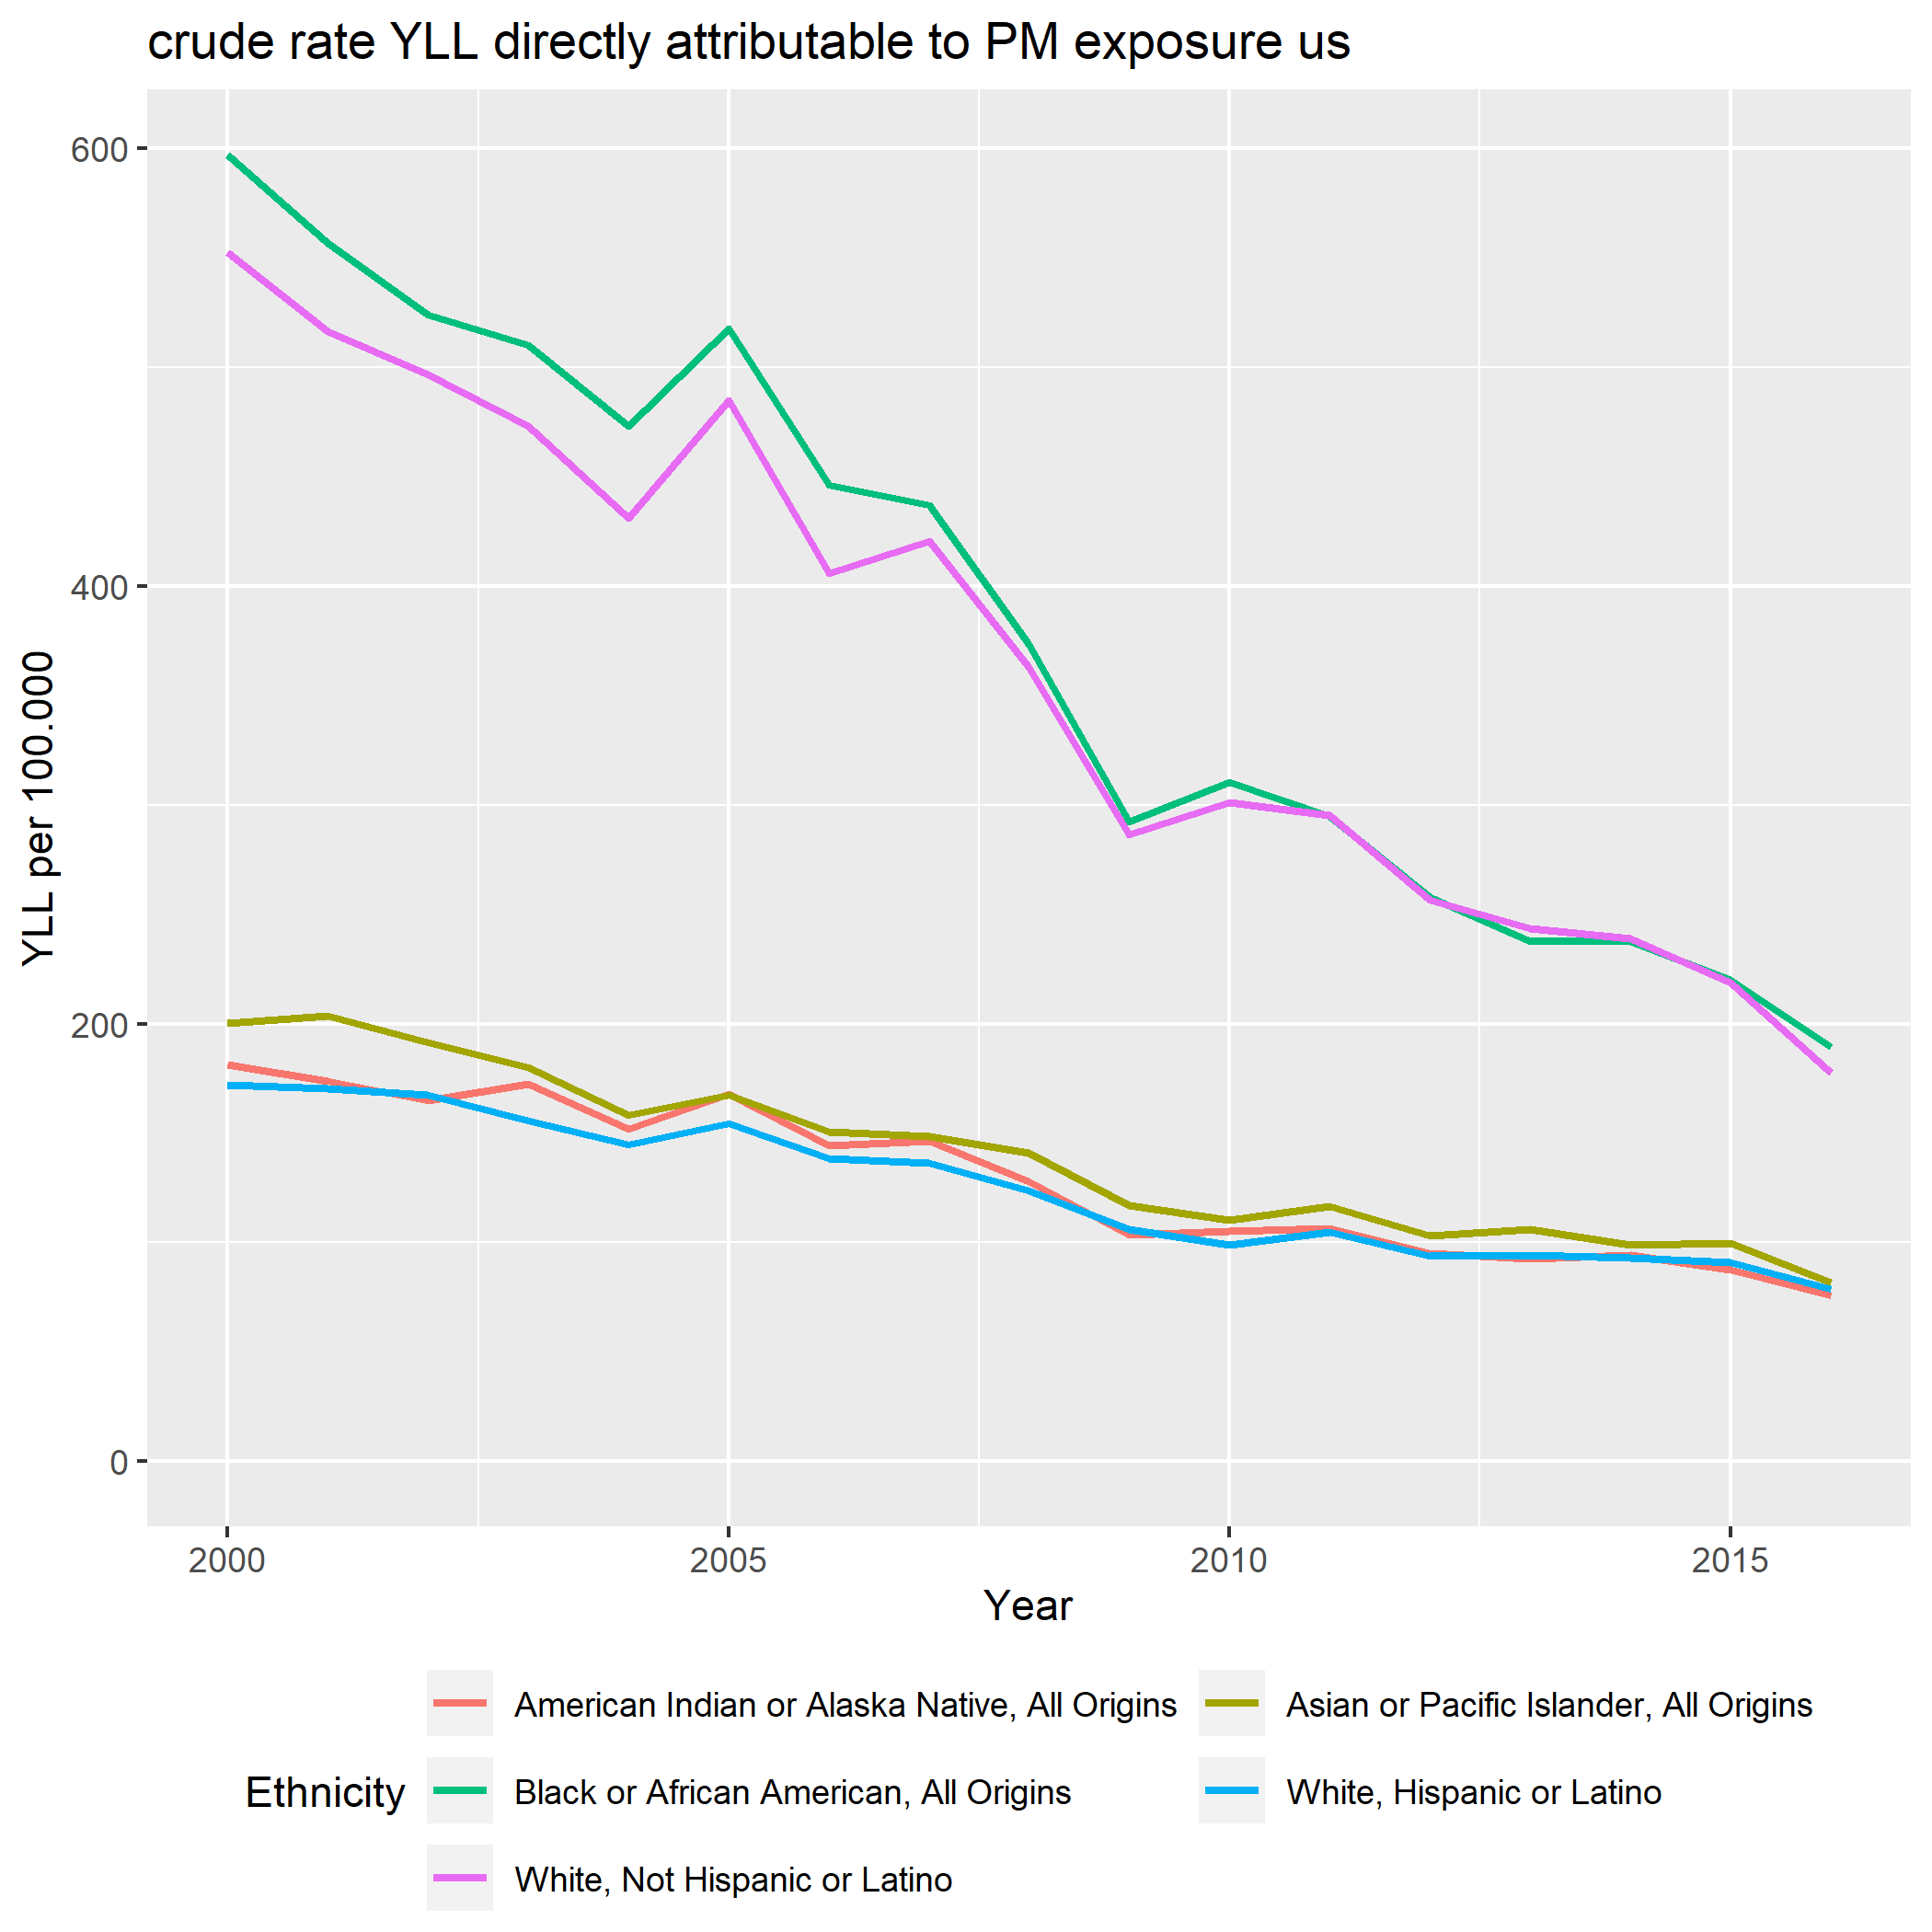 crude rate YLL directly attributable to PM exposure us
600
400
200
0
YLL per 100.000
2000 2005 2010 2015
Year
Ethnicity
American Indian or Alaska Native, All Origins
Asian or Pacific Islander, All Origins
Black or African American, All Origins
White, Hispanic or Latino
White, Not Hispanic or Latino